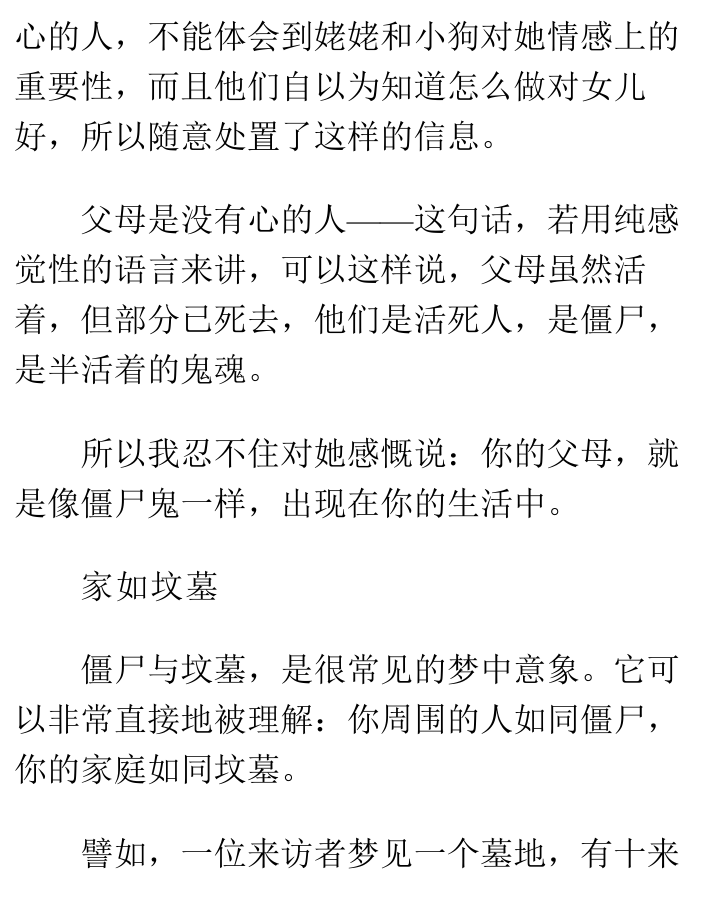 心的人，不能体会到姥姥和小狗对她情感上的
重要性，而且他们自以为知道怎么做对女儿
好，所以随意处置了这样的信息。
父母是没有心的人——这句话，若用纯感
觉性的语言来讲，可以这样说，父母虽然活
着，但部分已死去，他们是活死人，是僵尸，
是半活着的鬼魂。
所以我忍不住对她感慨说：你的父母，就
是像僵尸鬼一样，出现在你的生活中。
家如坟墓
僵尸与坟墓，是很常见的梦中意象。它可
以非常直接地被理解：你周围的人如同僵尸，
你的家庭如同坟墓。
譬如，一位来访者梦见一个墓地，有十来